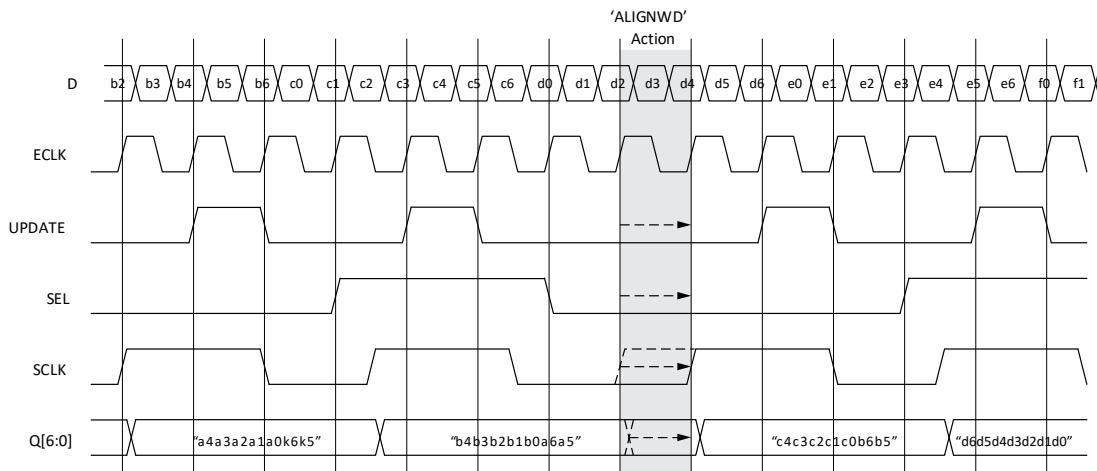 ‘ALIGNWD’
Action
D b2 b3 b4 b5 b6 c0 c1 c2 c3 c4 c5 c6 d0 d1 d2 d3 d4 d5 d6 e0 e1 e2 e3 e4 e5 e6 f0 f1
ECLK
UPDATE
SEL
SCLK
Q[6:0] “a4a3a2a1a0k6k5” “b4b3b2b1b0a6a5” “c4c3c2c1c0b6b5” “d6d5d4d3d2d1d0”